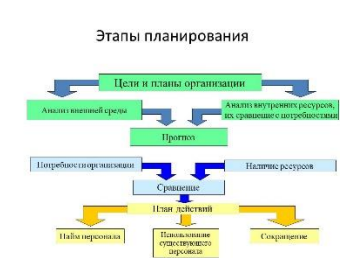 Этапы планирования
Цели и планы организации
Анализ внешней среды
Анализ внутренних ресурсов,
их сравнение с потребностями
Прогноз
Потребности организации
Наличие ресурсов
Сравнение
План действий
Найм персонала
Использование
существующего
персонала
Сокращение